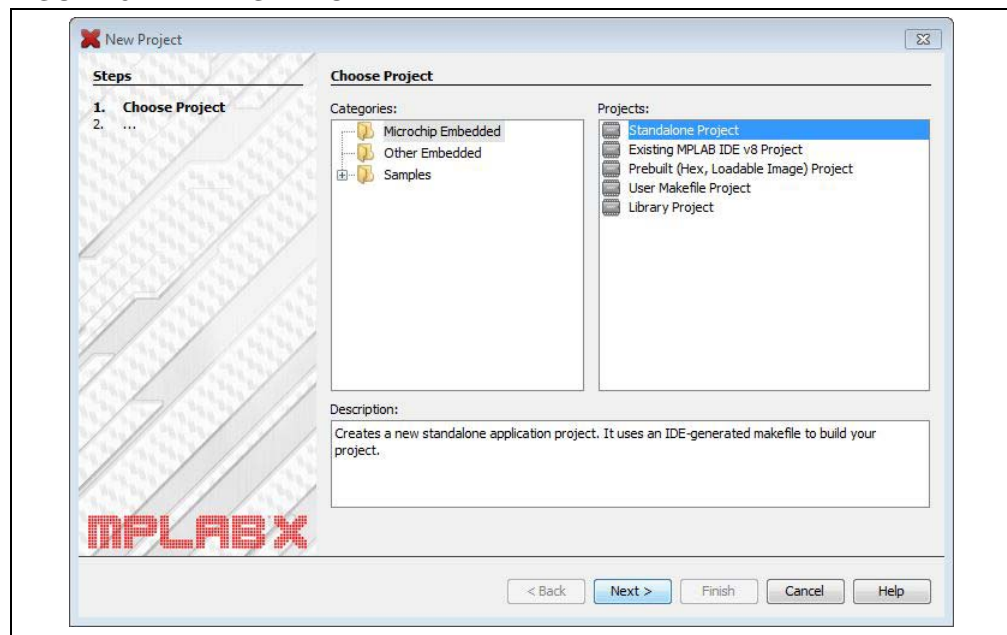 New Project
Steps
1. Choose Project
2. ...
Choose Project
Categories:
Microchip Embedded
Other Embedded
Samples
Projects:
Standalone Project
Existing MPLAB IDE v8 Project
Prebuilt (Hex, Loadable Image) Project
User Makefile Project
Library Project
Description:
Creates a new standalone application project. It uses an IDE-generated makefile to build your
project.
MPLABX
< Back
Next >
Finish
Cancel
Help